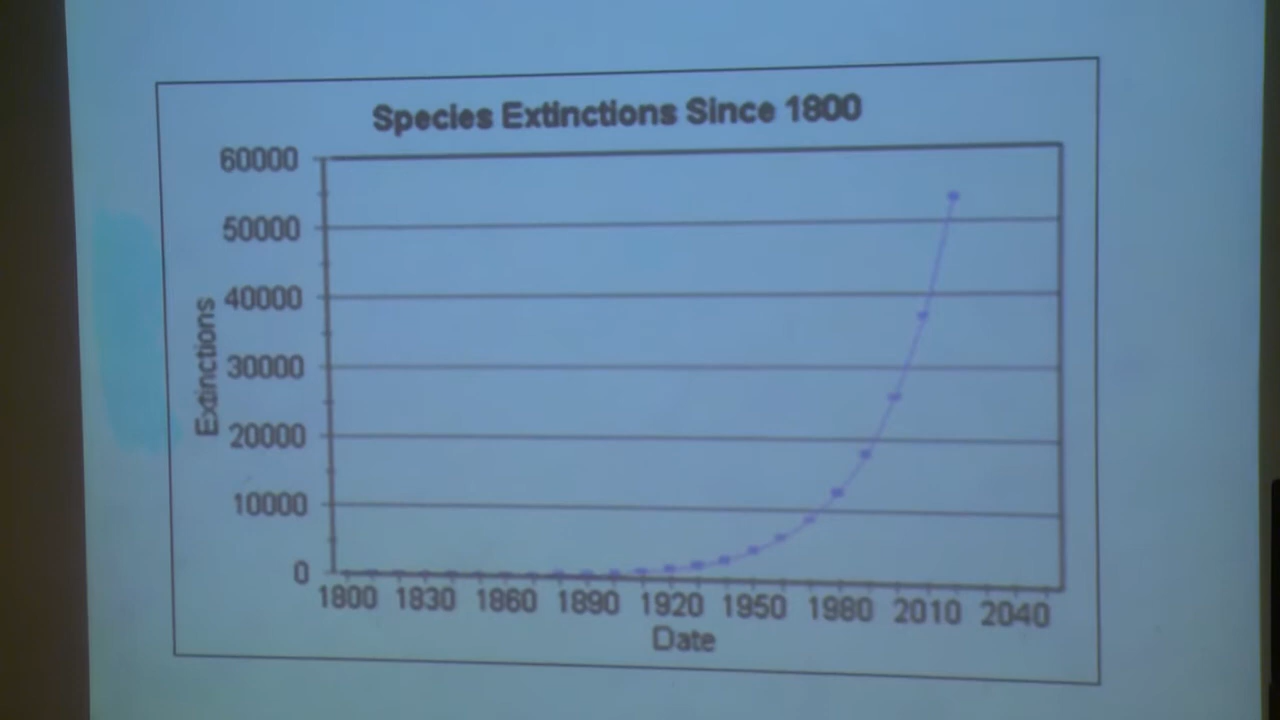 Species Extinctions Since 1800
60000
50000
40000
30000
20000
10000
0
Extinctions
1800 1830 1860 1890 1920 1950 1980 2010 2040
Date